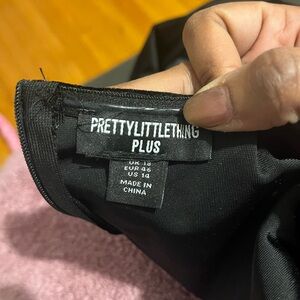 PRETTYLITTLETHING
PLUS
UK 18
EUR 46
US 14
MADE IN
CHINA